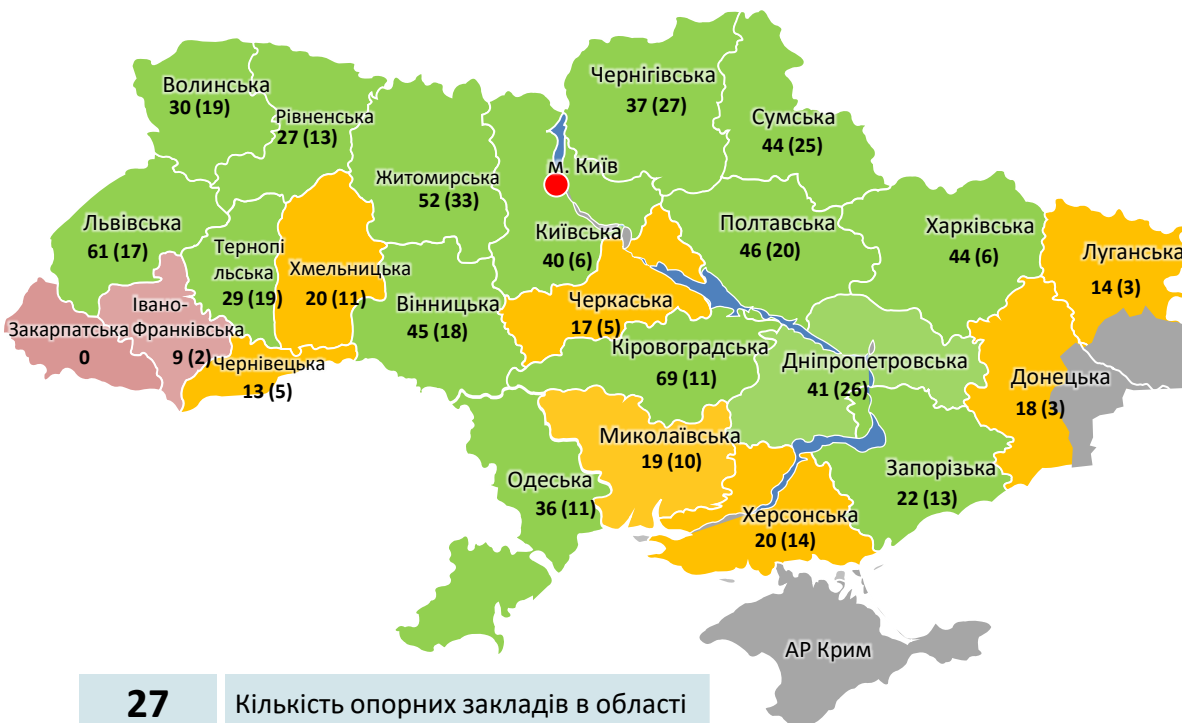 Волинська
30 (19)
Рівненська
27 (13)
Житомирська
52 (33)
Чернігівська
37 (27)
Сумська
44 (25)
м. Київ
Київська
40 (6)
Львівська
61 (17)
Тернопі
льська
29 (19)
Хмельницька
20 (11)
Вінницька
45 (18)
Черкаська
17 (5)
Полтавська
46 (20)
Харківська
44 (6)
Луганська
14 (3)
Закарпатська
0
Івано-
Франківська
9 (2)
Чернівецька
13 (5)
Кіровоградська
69 (11)
Дніпропетровська
41 (26)
Донецька
18 (3)
Миколаївська
19 (10)
Одеська
36 (11)
Запорізька
22 (13)
Херсонська
20 (14)
АР Крим
27 Кількість опорних закладів в області